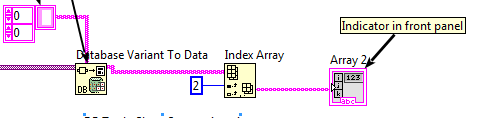 Indicator in front panel
Database Variant To Data
Index Array
Array 2
0
0
DB
2
i
j
k
123
abc